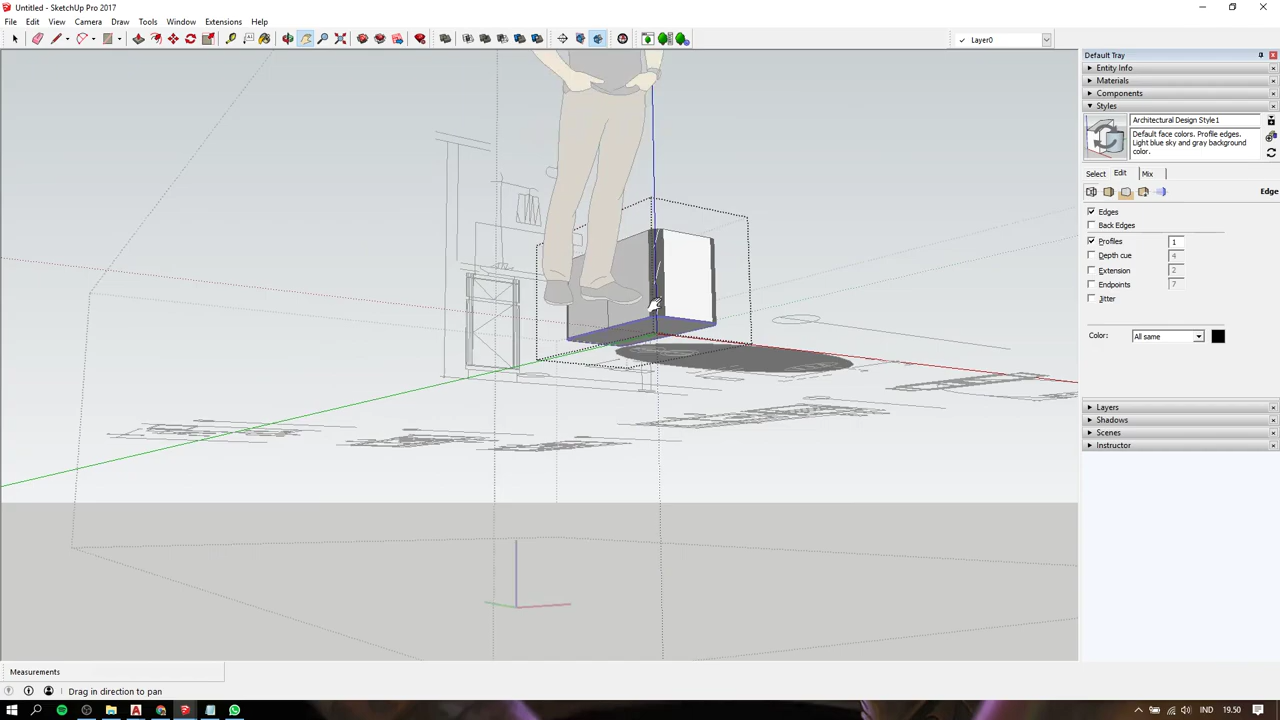 Untitled - SketchUp Pro 2017
File Edit View Camera Draw Tools Window Extensions Help
Layer0
Default Tray
Entity Info
Materials
Components
Styles
Architectural Design Style1
Default face colors. Profile edges. Light blue sky and gray background color.
Select Edit Mix
Edge
Edges
Back Edges
Profiles 1
Depth cue 4
Extension 2
Endpoints 7
Jitter
Color: All same
Layers
Shadows
Scenes
Instructor
Measurements
Drag in direction to pan
IND 19.50